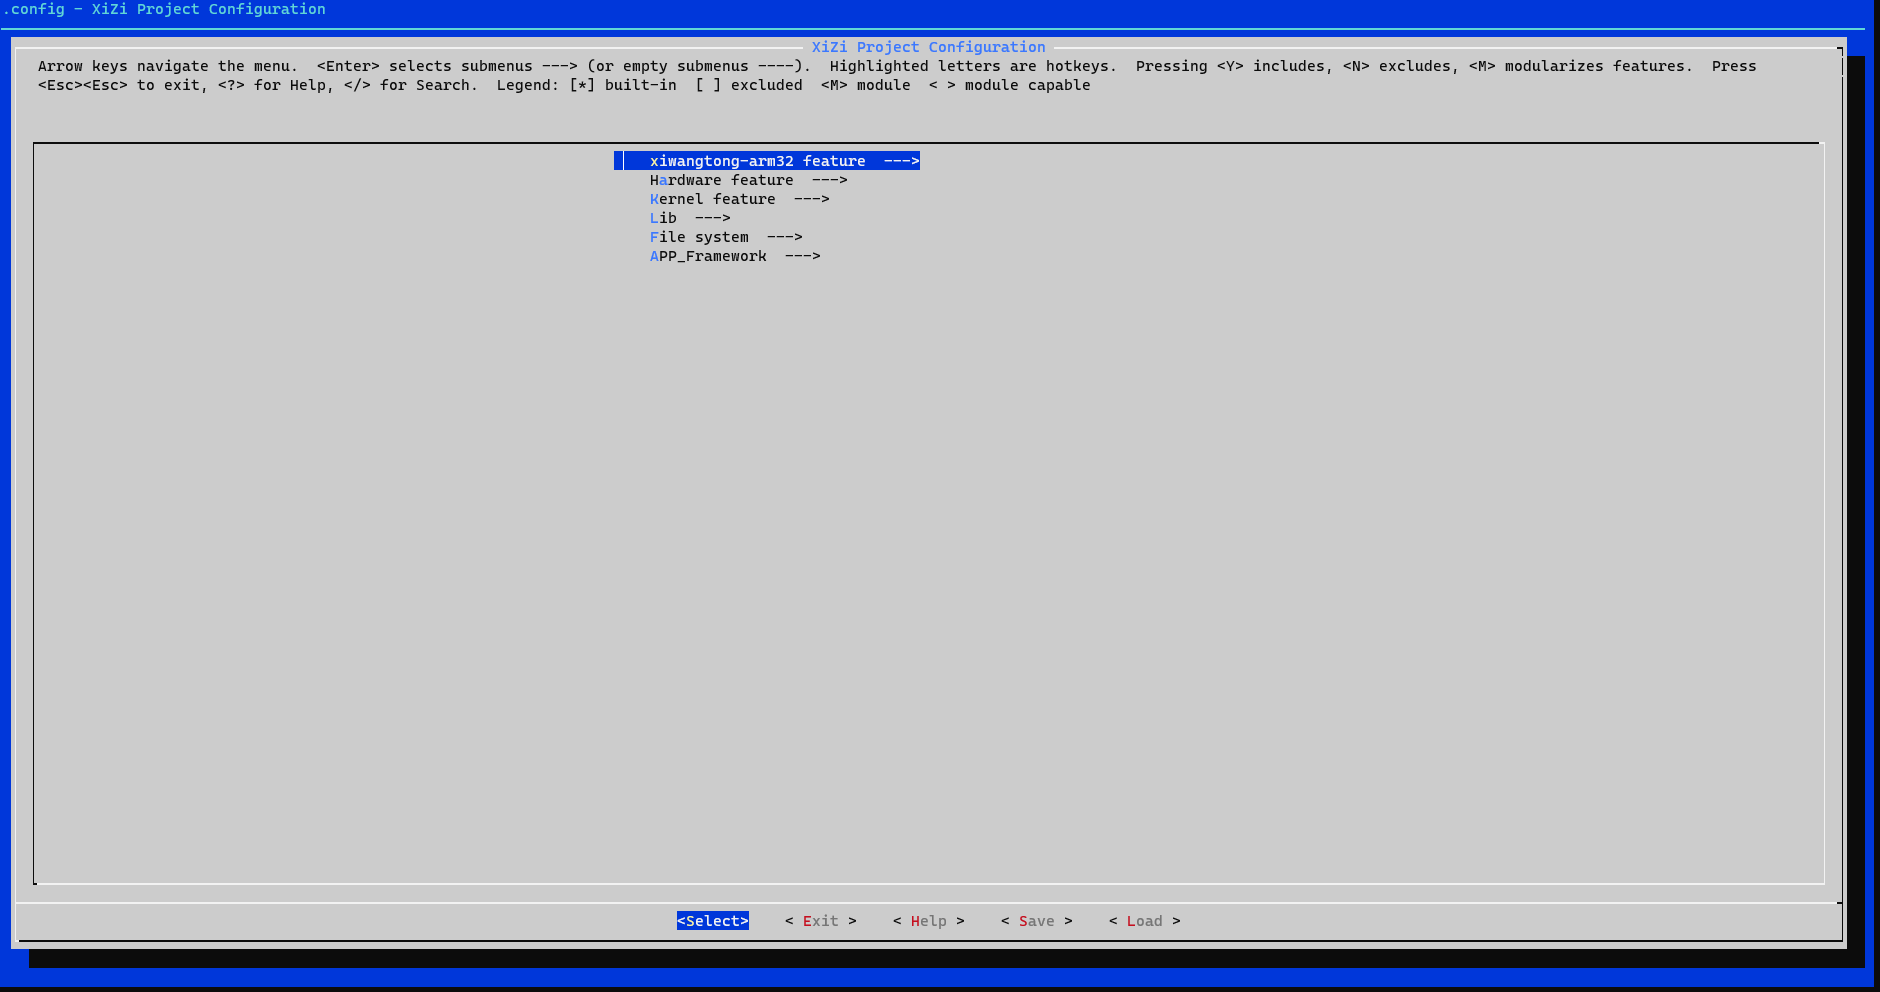 .config - XiZi Project Configuration
XiZi Project Configuration
Arrow keys navigate the menu.  <Enter> selects submenus ---> (or empty submenus ----).  Highlighted letters are hotkeys.  Pressing <Y> includes, <N> excludes, <M> modularizes features.  Press
<Esc><Esc> to exit, <?> for Help, </> for Search.  Legend: [*] built-in  [ ] excluded  <M> module  < > module capable
xiwangtong-arm32 feature  --->
Hardware feature  --->
Kernel feature  --->
Lib  --->
File system  --->
APP_Framework  --->
<Select>    < Exit >    < Help >    < Save >    < Load >